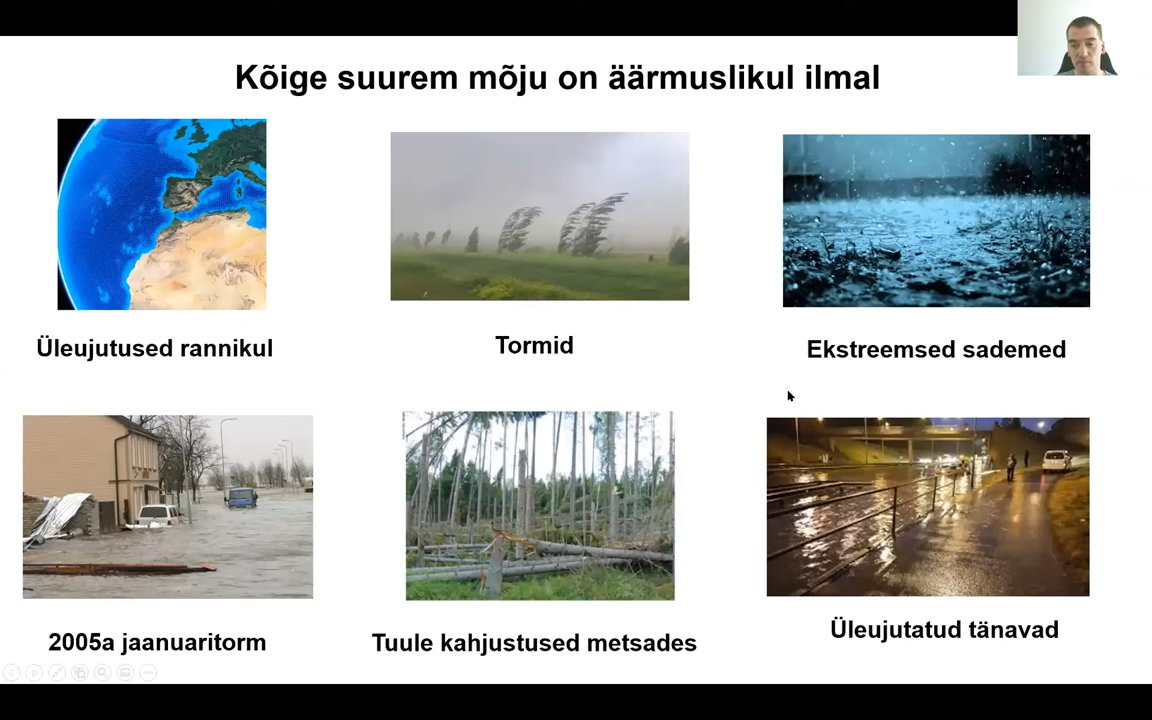 Kõige suurem mõju on äärmuslikul ilmal
Üleujutused rannikul
Tormid
Ekstreemsed sademed
2005a jaanuaritorm
Tuule kahjustused metsades
Üleujutatud tänavad